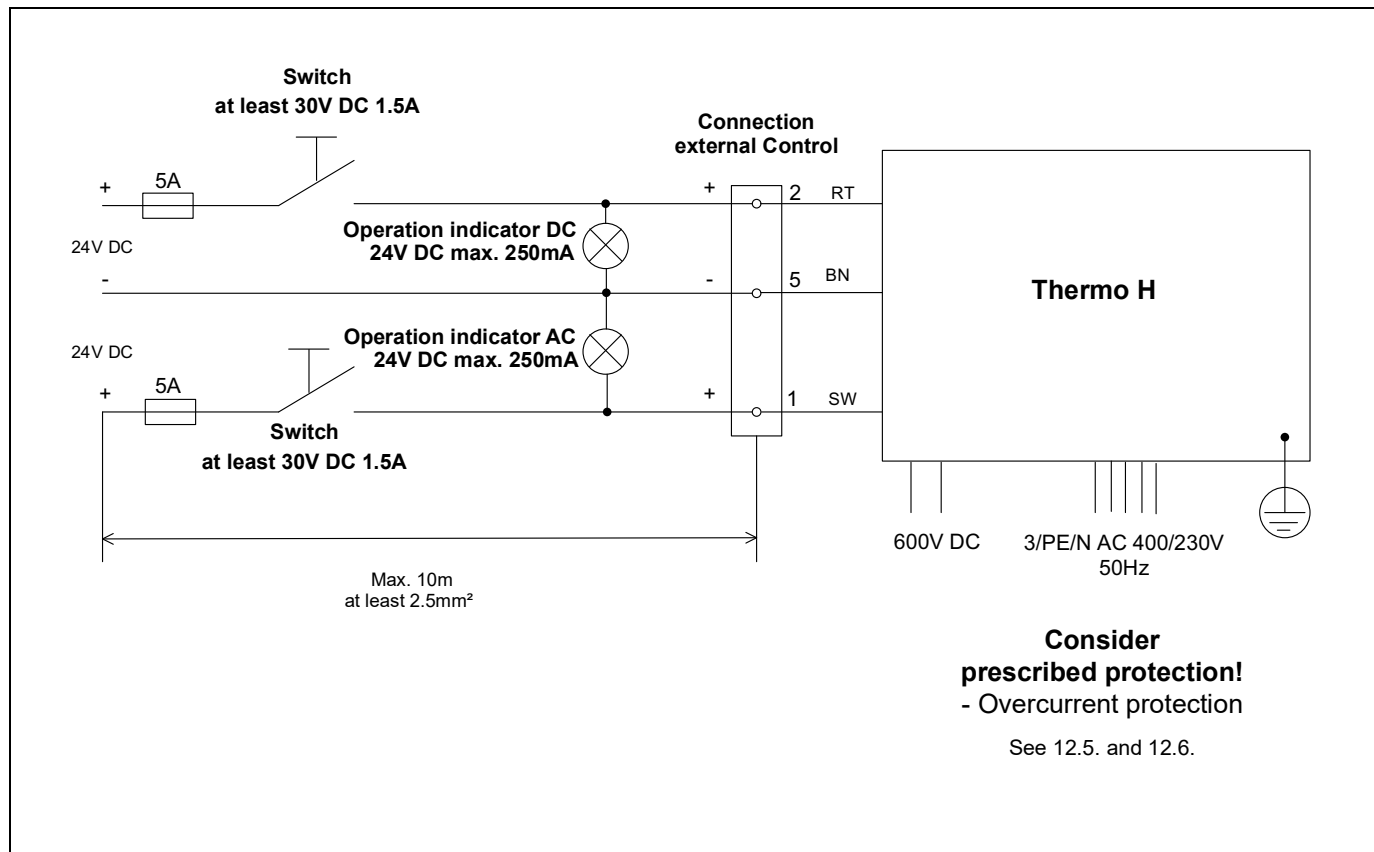 Switch
at least 30V DC 1.5A
Connection
external Control
+
5A
+
2
RT
24V DC
Operation indicator DC
24V DC max. 250mA
-
-
5
BN
Thermo H
24V DC
Operation indicator AC
24V DC max. 250mA
+
5A
+
1
SW
Switch
at least 30V DC 1.5A
600V DC
3/PE/N AC 400/230V
50Hz
Max. 10m
at least 2.5mm²
Consider
prescribed protection!
- Overcurrent protection
See 12.5. and 12.6.